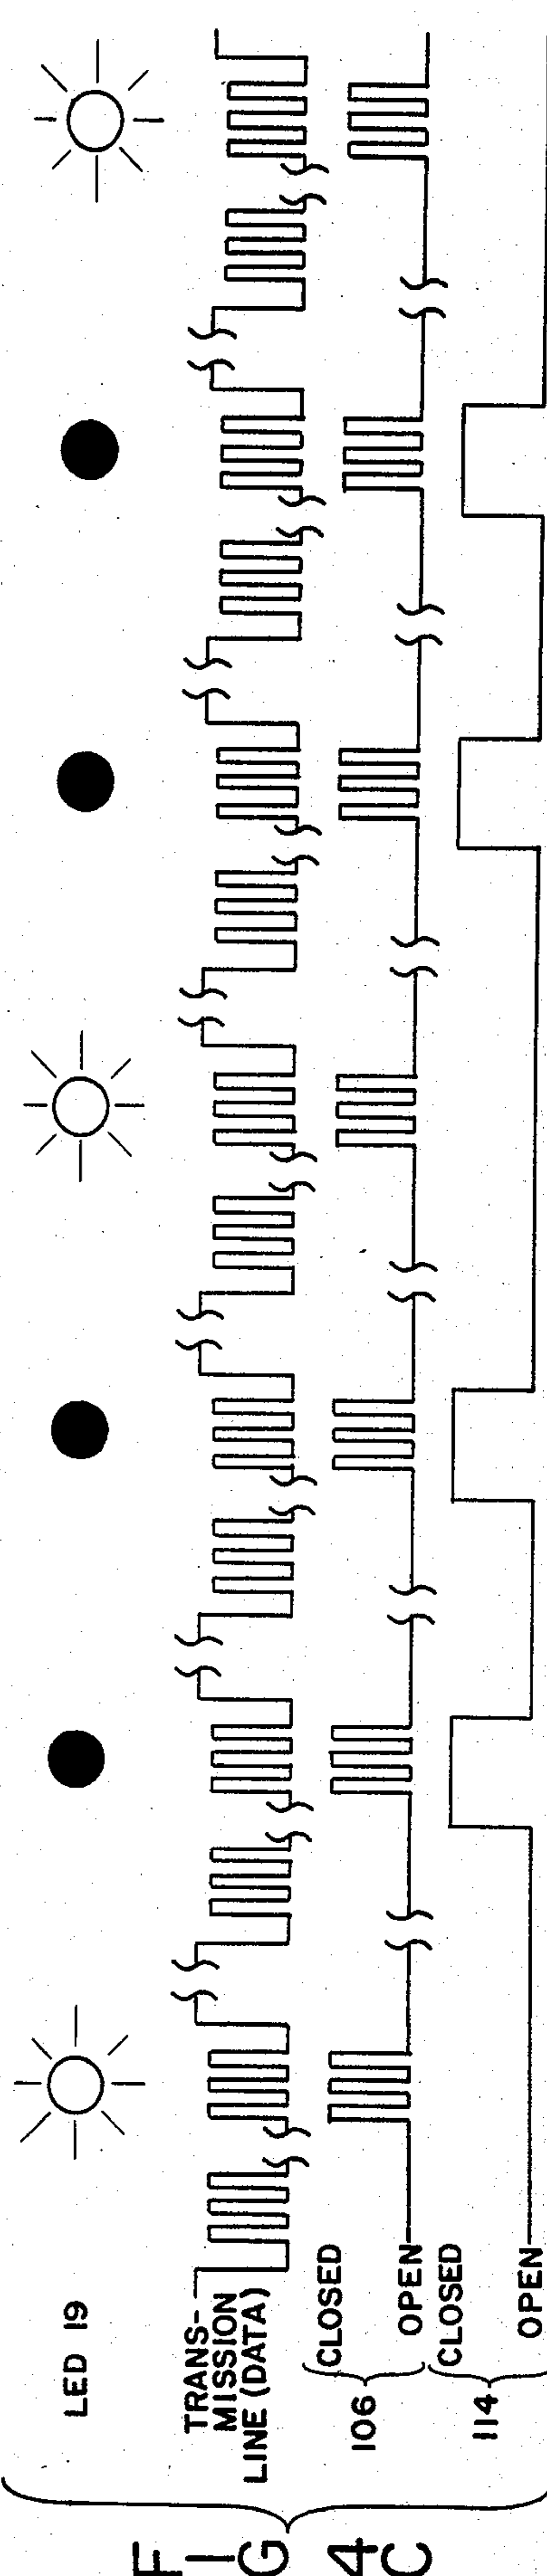 LED 19
TRANS-
MISSION
LINE (DATA)
106
CLOSED
OPEN
114
CLOSED
OPEN
FIG 4C